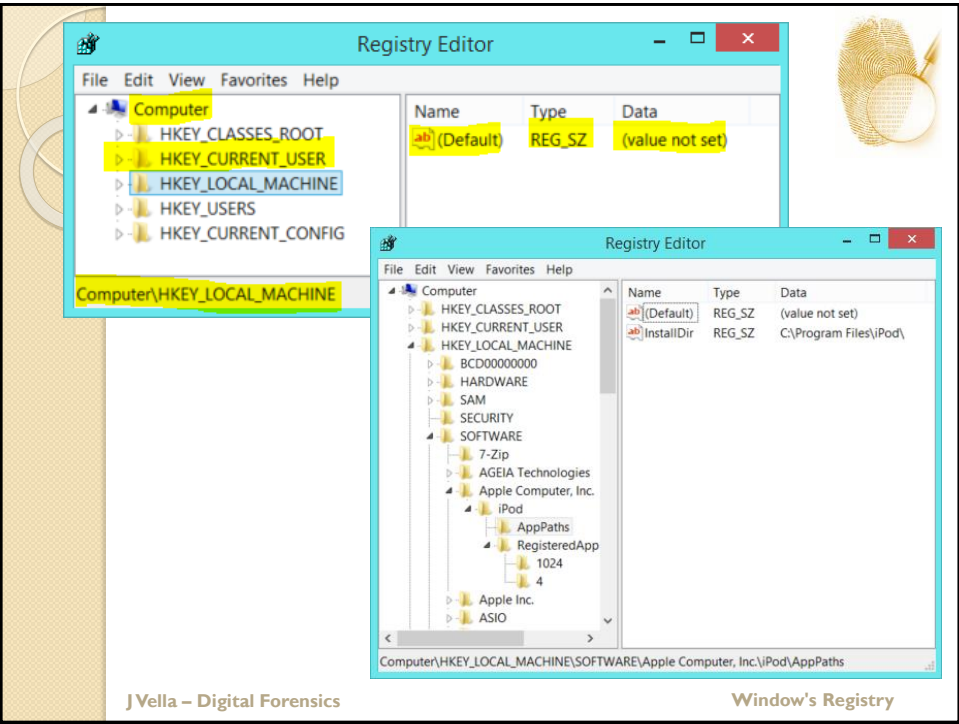 Registry Editor
File Edit View Favorites Help
Computer
HKEY_CLASSES_ROOT
HKEY_CURRENT_USER
HKEY_LOCAL_MACHINE
HKEY_USERS
HKEY_CURRENT_CONFIG
Name Type Data
ab (Default) REG_SZ (value not set)
Computer\HKEY_LOCAL_MACHINE
Registry Editor
File Edit View Favorites Help
Computer
HKEY_CLASSES_ROOT
HKEY_CURRENT_USER
HKEY_LOCAL_MACHINE
BCD00000000
HARDWARE
SAM
SECURITY
SOFTWARE
7-Zip
AGEIA Technologies
Apple Computer, Inc.
iPod
AppPaths
RegisteredApp
1024
4
Apple Inc.
ASIO
Name Type Data
ab (Default) REG_SZ (value not set)
ab InstallDir REG_SZ C:\Program Files\iPod\
Computer\HKEY_LOCAL_MACHINE\SOFTWARE\Apple Computer, Inc.\iPod\AppPaths
J Vella – Digital Forensics
Window's Registry